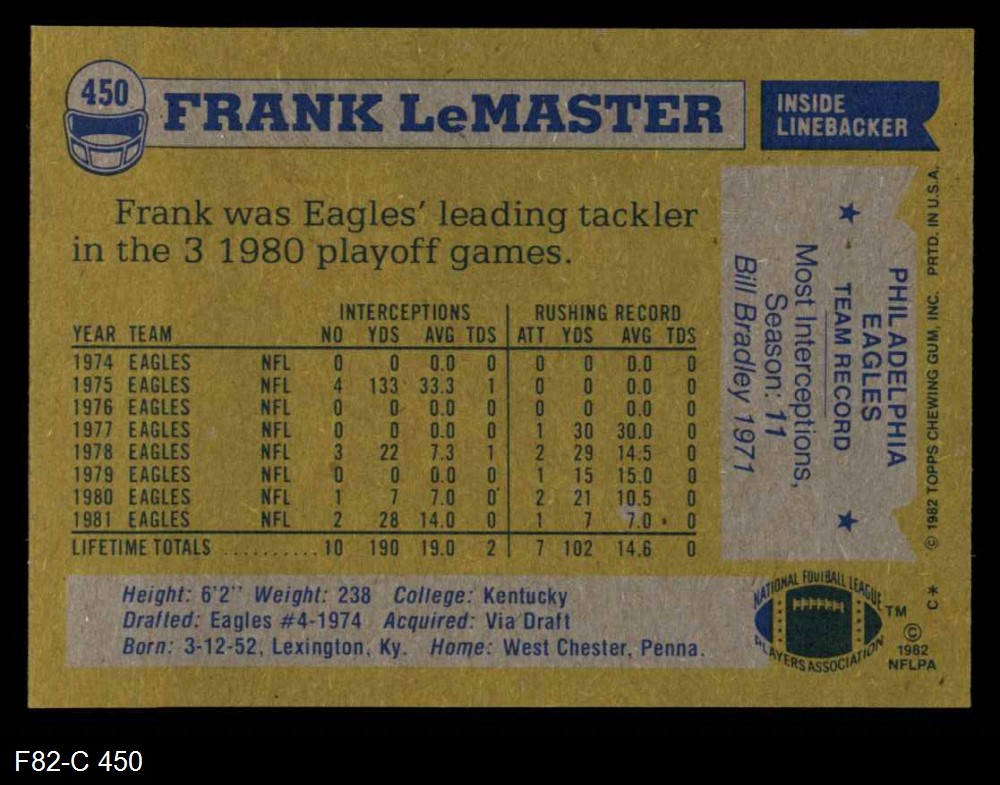 450
FRANK LeMASTER
INSIDE
LINEBACKER
Frank was Eagles' leading tackler
in the 3 1980 playoff games.
INTERCEPTIONS RUSHING RECORD
YEAR TEAM NO YDS AVG TDS ATT YDS AVG TDS
1974 EAGLES NFL 0 0 0.0 0 0 0 0.0 0
1975 EAGLES NFL 4 133 33.3 1 0 0 0.0 0
1976 EAGLES NFL 0 0 0.0 0 0 0 0.0 0
1977 EAGLES NFL 0 0 0.0 0 1 30 30.0 0
1978 EAGLES NFL 3 22 7.3 1 2 29 14.5 0
1979 EAGLES NFL 0 0 0.0 0 1 15 15.0 0
1980 EAGLES NFL 1 7 7.0 0 2 21 10.5 0
1981 EAGLES NFL 2 28 14.0 0 1 7 7.0 0
LIFETIME TOTALS .......... 10 190 19.0 2 7 102 14.6 0
Height: 6'2" Weight: 238 College: Kentucky
Drafted: Eagles #4-1974 Acquired: Via Draft
Born: 3-12-52, Lexington, Ky. Home: West Chester, Penna.
PHILADELPHIA
EAGLES
★ TEAM RECORD ★
Most Interceptions,
Season: 11
Bill Bradley 1971
© 1982 TOPPS CHEWING GUM, INC. PRTD. IN U.S.A.
C*
NATIONAL FOOTBALL LEAGUE
PLAYERS ASSOCIATION
TM
©
1982
NFLPA
F82-C 450